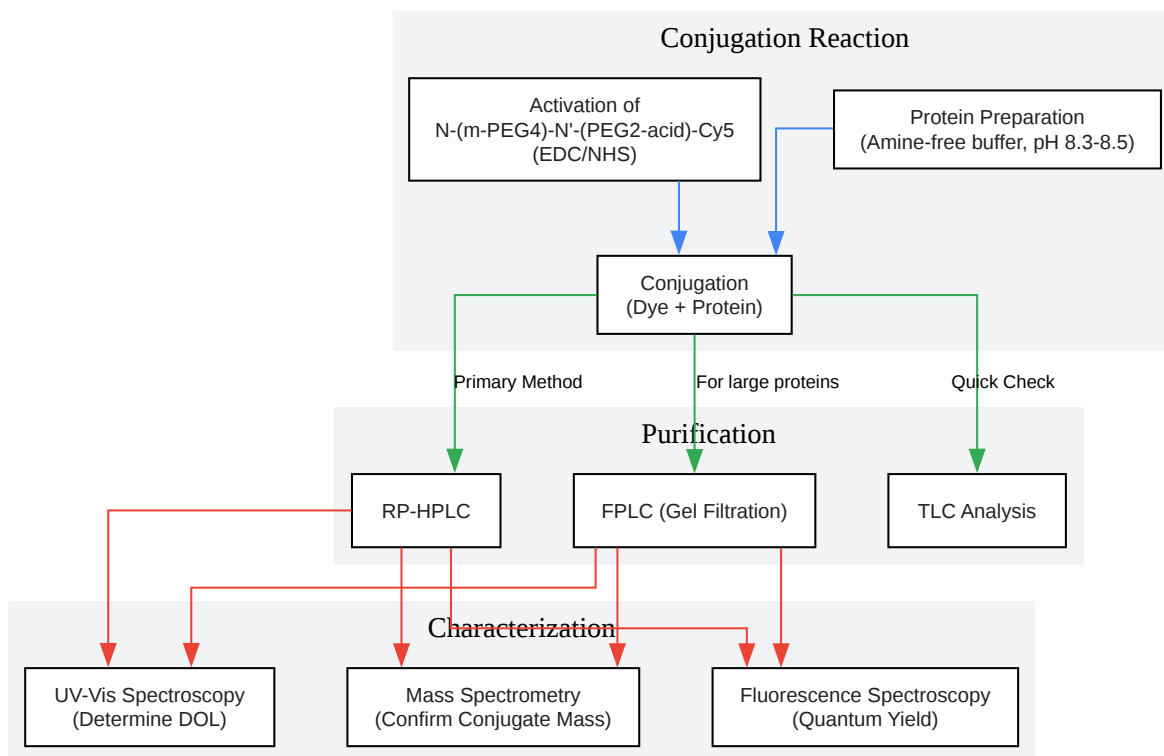 Conjugation Reaction
Activation of
N-(m-PEG4)-N'-(PEG2-acid)-Cy5
(EDC/NHS)
Protein Preparation
(Amine-free buffer, pH 8.3-8.5)
Conjugation
(Dye + Protein)
Primary Method
For large proteins
Quick Check
Purification
RP-HPLC
FPLC (Gel Filtration)
TLC Analysis
Characterization
UV-Vis Spectroscopy
(Determine DOL)
Mass Spectrometry
(Confirm Conjugate Mass)
Fluorescence Spectroscopy
(Quantum Yield)